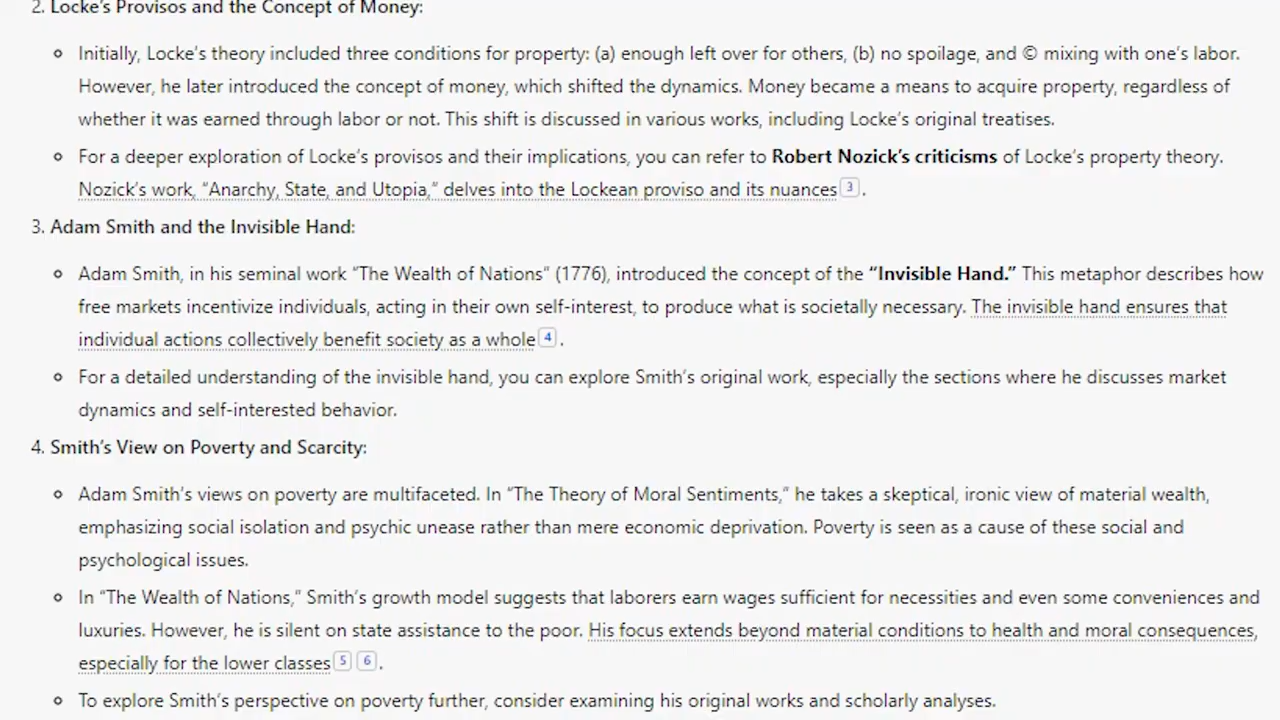 2. Locke's Provisos and the Concept of Money:
Initially, Locke's theory included three conditions for property: (a) enough left over for others, (b) no spoilage, and © mixing with one's labor.
However, he later introduced the concept of money, which shifted the dynamics. Money became a means to acquire property, regardless of
whether it was earned through labor or not. This shift is discussed in various works, including Locke's original treatises.
For a deeper exploration of Locke's provisos and their implications, you can refer to Robert Nozick's criticisms of Locke's property theory.
Nozick's work, “Anarchy, State, and Utopia,” delves into the Lockean proviso and its nuances 3 .
3. Adam Smith and the Invisible Hand:
Adam Smith, in his seminal work “The Wealth of Nations” (1776), introduced the concept of the “Invisible Hand.” This metaphor describes how
free markets incentivize individuals, acting in their own self-interest, to produce what is societally necessary. The invisible hand ensures that
individual actions collectively benefit society as a whole 4 .
For a detailed understanding of the invisible hand, you can explore Smith's original work, especially the sections where he discusses market
dynamics and self-interested behavior.
4. Smith's View on Poverty and Scarcity:
Adam Smith's views on poverty are multifaceted. In “The Theory of Moral Sentiments,” he takes a skeptical, ironic view of material wealth,
emphasizing social isolation and psychic unease rather than mere economic deprivation. Poverty is seen as a cause of these social and
psychological issues.
In “The Wealth of Nations,” Smith's growth model suggests that laborers earn wages sufficient for necessities and even some conveniences and
luxuries. However, he is silent on state assistance to the poor. His focus extends beyond material conditions to health and moral consequences,
especially for the lower classes 5 6 .
To explore Smith's perspective on poverty further, consider examining his original works and scholarly analyses.